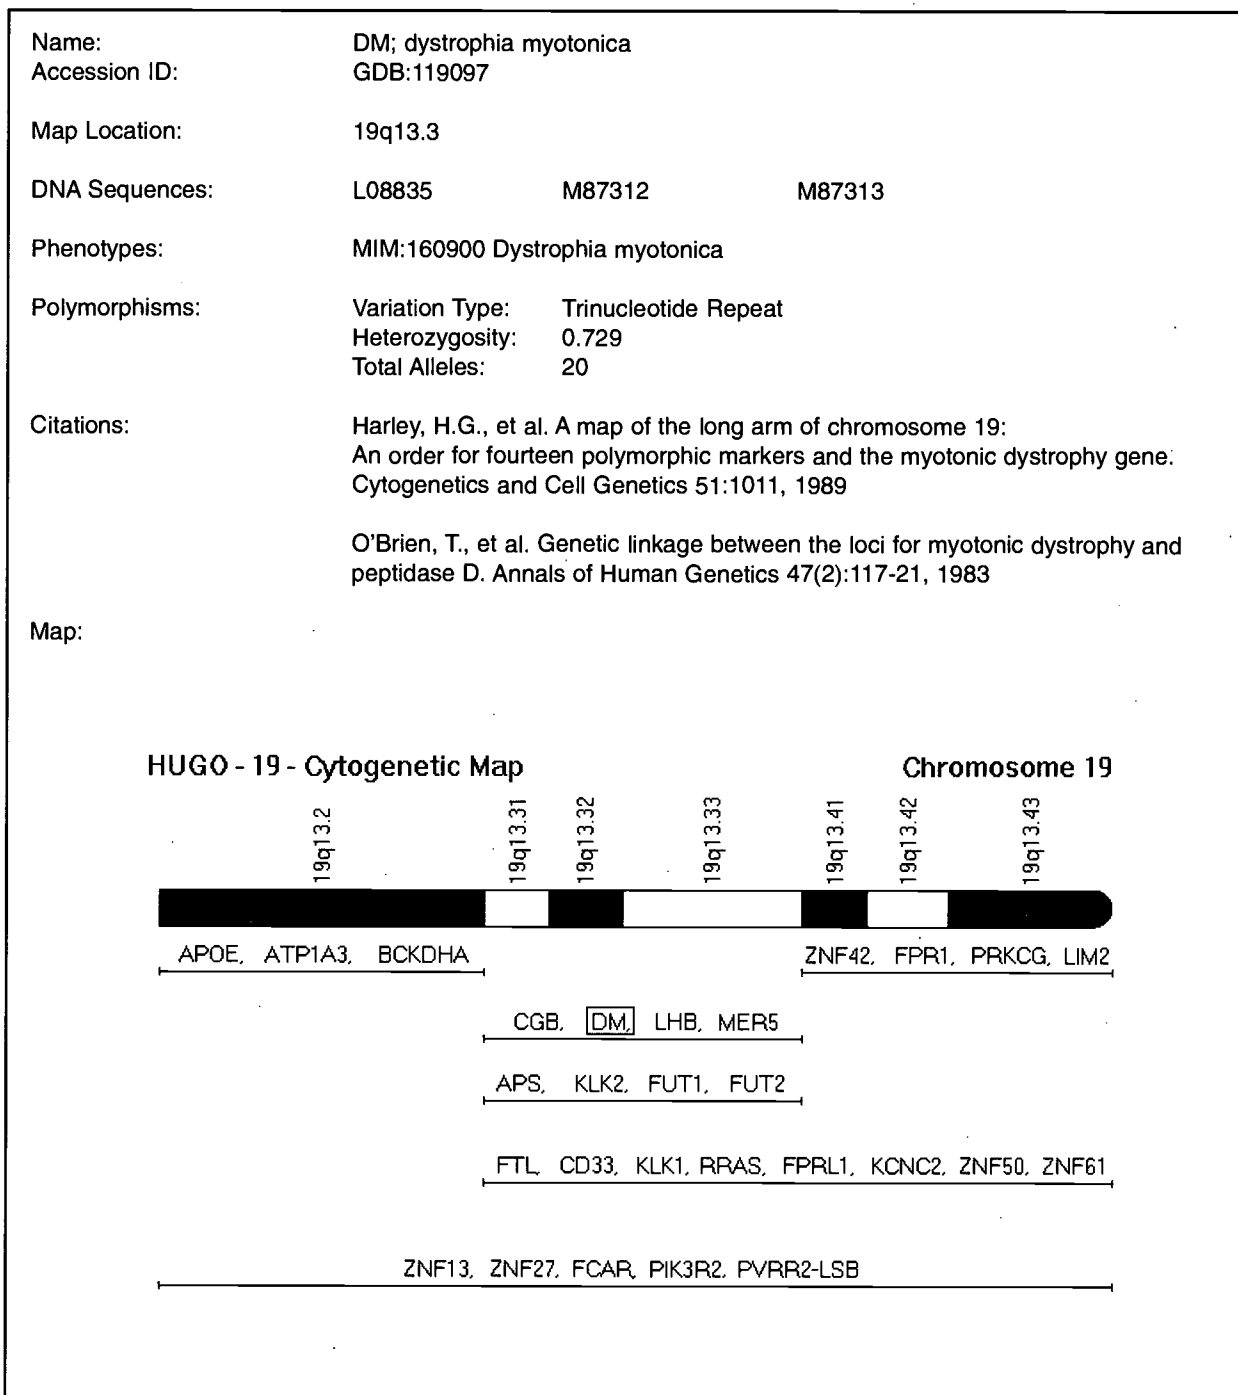 Name: DM; dystrophia myotonica
Accession ID: GDB:119097
Map Location: 19q13.3
DNA Sequences: L08835 M87312 M87313
Phenotypes: MIM:160900 Dystrophia myotonica
Polymorphisms: Variation Type: Trinucleotide Repeat
Heterozygosity: 0.729
Total Alleles: 20
Citations: Harley, H.G., et al. A map of the long arm of chromosome 19:
An order for fourteen polymorphic markers and the myotonic dystrophy gene.
Cytogenetics and Cell Genetics 51:1011, 1989
O'Brien, T., et al. Genetic linkage between the loci for myotonic dystrophy and
peptidase D. Annals of Human Genetics 47(2):117-21, 1983
Map:
HUGO - 19 - Cytogenetic Map Chromosome 19
19q13.2 19q13.31 19q13.32 19q13.33 19q13.41 19q13.42 19q13.43
APOE, ATP1A3, BCKDHA ZNF42, FPR1, PRKCG, LIM2
CGB, DM, LHB, MER5
APS, KLK2, FUT1, FUT2
FTL, CD33, KLK1, RRAS, FPRL1, KCNC2, ZNF50, ZNF61
ZNF13, ZNF27, FCAR, PIK3R2, PVRR2-LSB